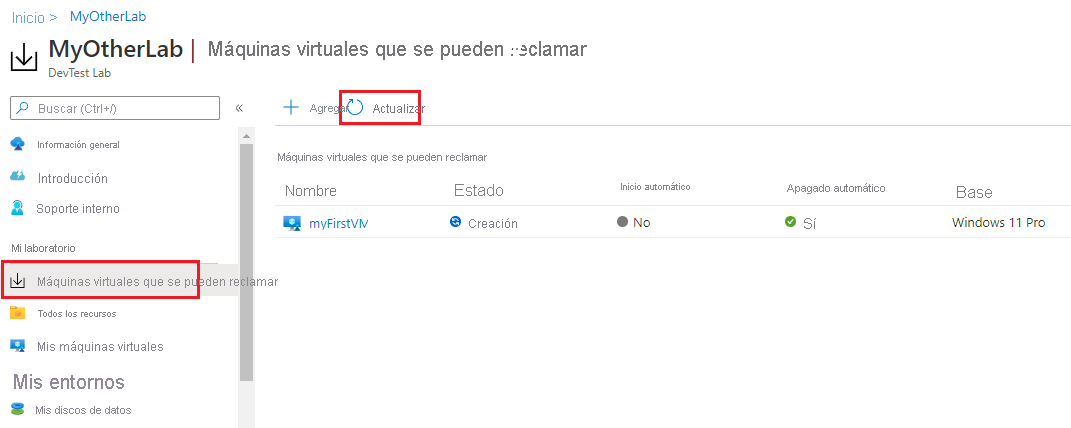 Inicio > MyOtherLab
MyOtherLab | Máquinas virtuales que se pueden reclamar
DevTest Lab
Buscar (Ctrl+/) «
Agregar Actualizar
Información general
Introducción
Soporte interno
Mi laboratorio
Máquinas virtuales que se pueden reclamar
Todos los recursos
Mis máquinas virtuales
Mis entornos
Mis discos de datos
Máquinas virtuales que se pueden reclamar
Nombre Estado Inicio automático Apagado automático Base
myFirstVM Creación No Sí Windows 11 Pro